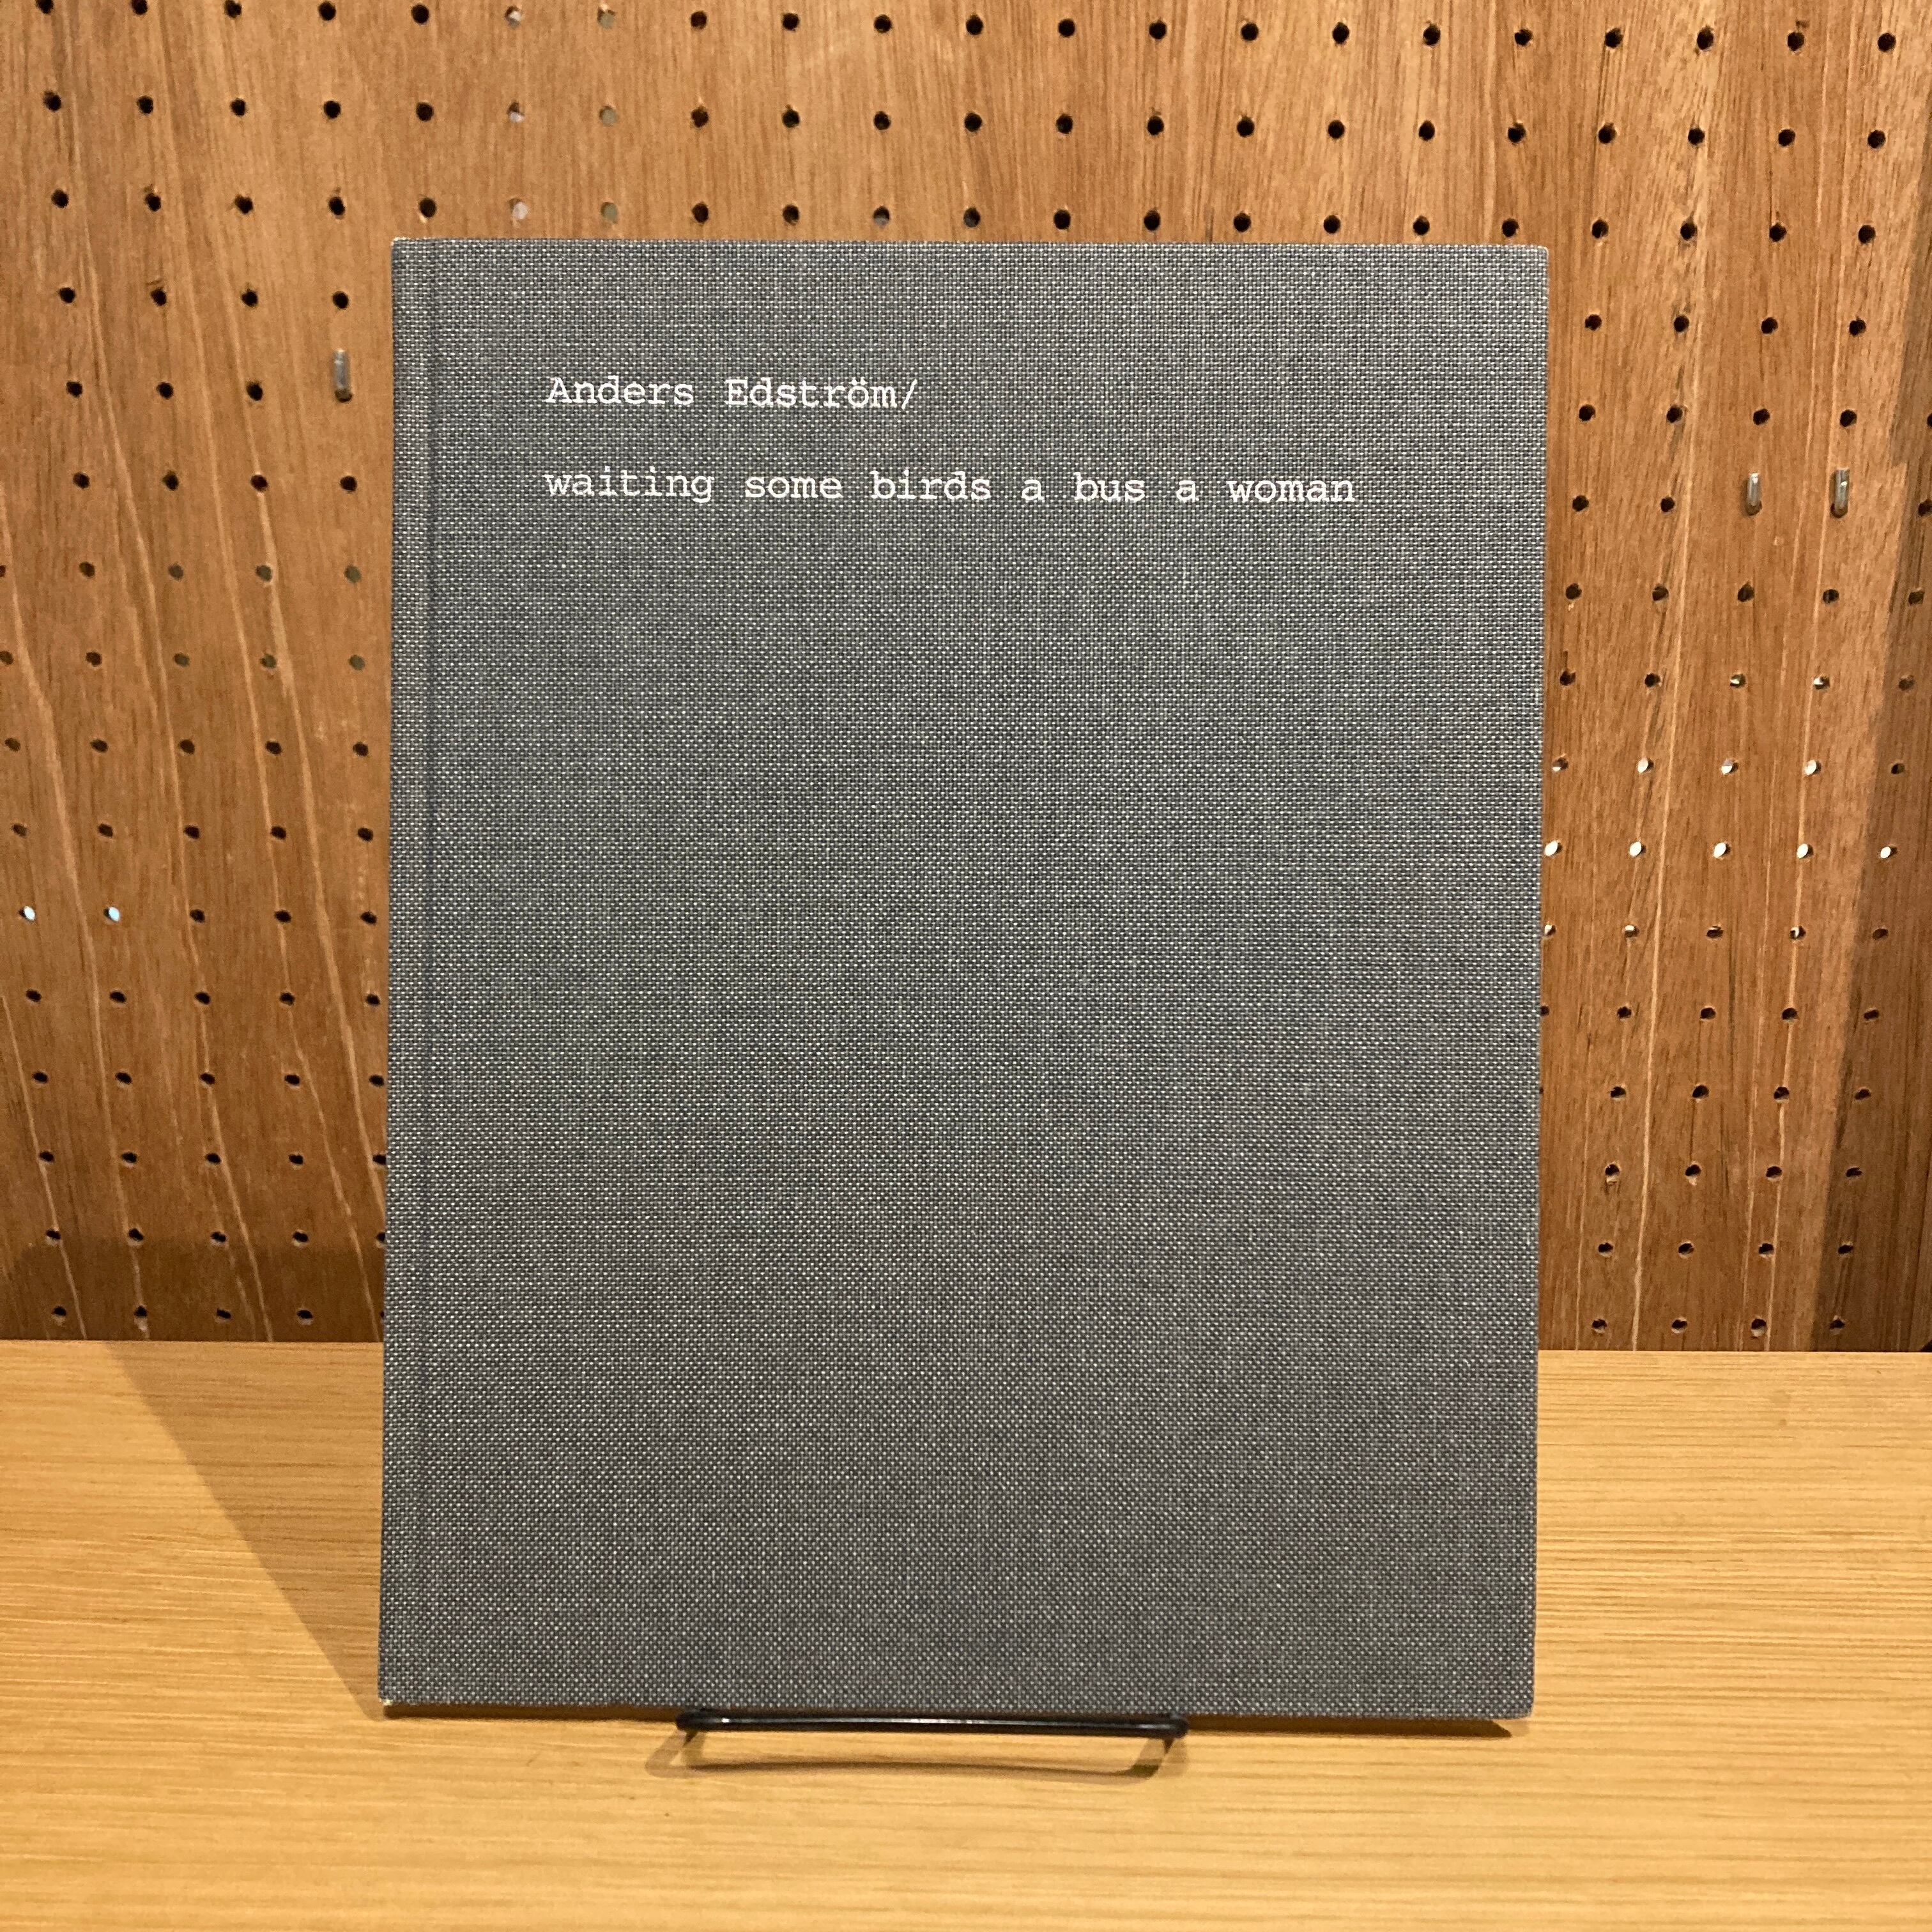 Anders Edström/
waiting some birds a bus a woman